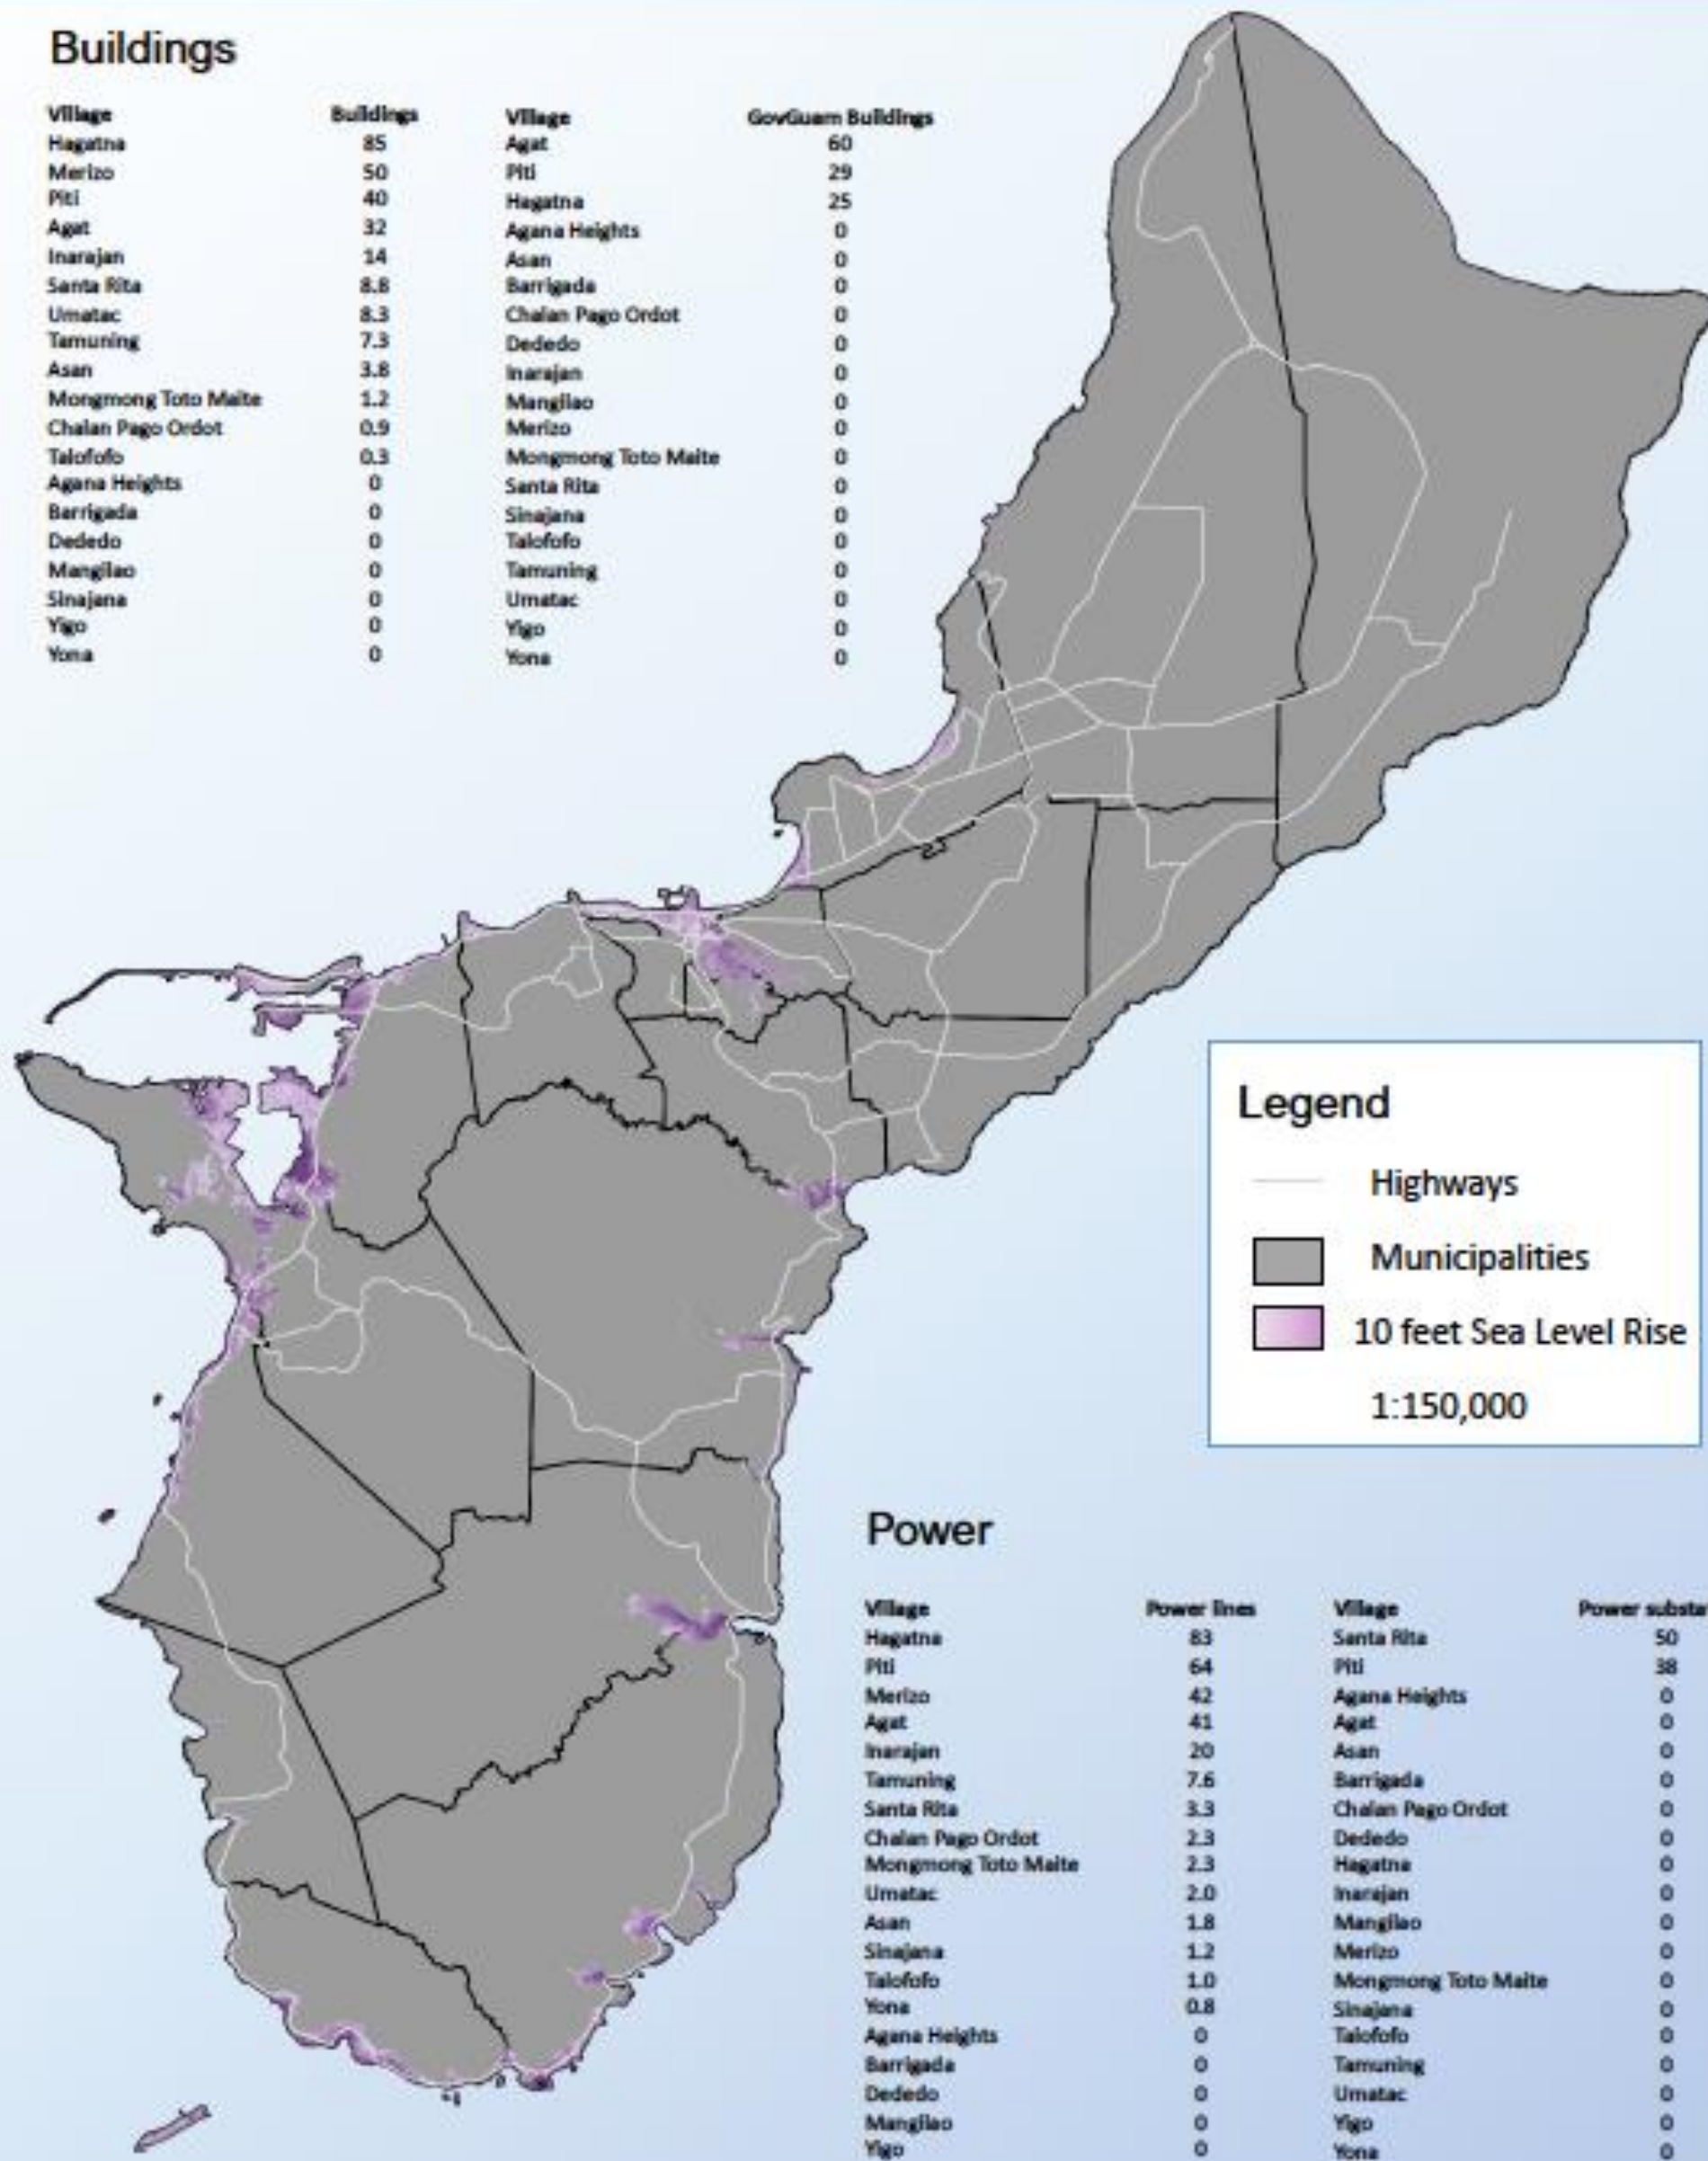 Buildings
Village Buildings Village GovGuam Buildings
Hagatna 85 Agat 60
Merizo 50 Piti 29
Piti 40 Hagatna 25
Agat 32 Agana Heights 0
Inarajan 14 Asan 0
Santa Rita 8.8 Barrigada 0
Umatac 8.3 Chalan Pago Ordot 0
Tamuning 7.3 Dededo 0
Asan 3.8 Inarajan 0
Mongmong Toto Maite 1.2 Mangilao 0
Chalan Pago Ordot 0.9 Merizo 0
Talofofo 0.3 Mongmong Toto Maite 0
Agana Heights 0 Santa Rita 0
Barrigada 0 Sinajana 0
Dededo 0 Talofofo 0
Mangilao 0 Tamuning 0
Sinajana 0 Umatac 0
Yigo 0 Yigo 0
Yona 0 Yona 0
Legend
Highways
Municipalities
10 feet Sea Level Rise
1:150,000
Power
Village Power lines Village Power substa
Hagatna 83 Santa Rita 50
Piti 64 Piti 38
Merizo 42 Agana Heights 0
Agat 41 Agat 0
Inarajan 20 Asan 0
Tamuning 7.6 Barrigada 0
Santa Rita 3.3 Chalan Pago Ordot 0
Chalan Pago Ordot 2.3 Dededo 0
Mongmong Toto Maite 2.3 Hagatna 0
Umatac 2.0 Inarajan 0
Asan 1.8 Mangilao 0
Sinajana 1.2 Merizo 0
Talofofo 1.0 Mongmong Toto Maite 0
Yona 0.8 Sinajana 0
Agana Heights 0 Talofofo 0
Barrigada 0 Tamuning 0
Dededo 0 Umatac 0
Mangilao 0 Yigo 0
Yigo 0 Yona 0